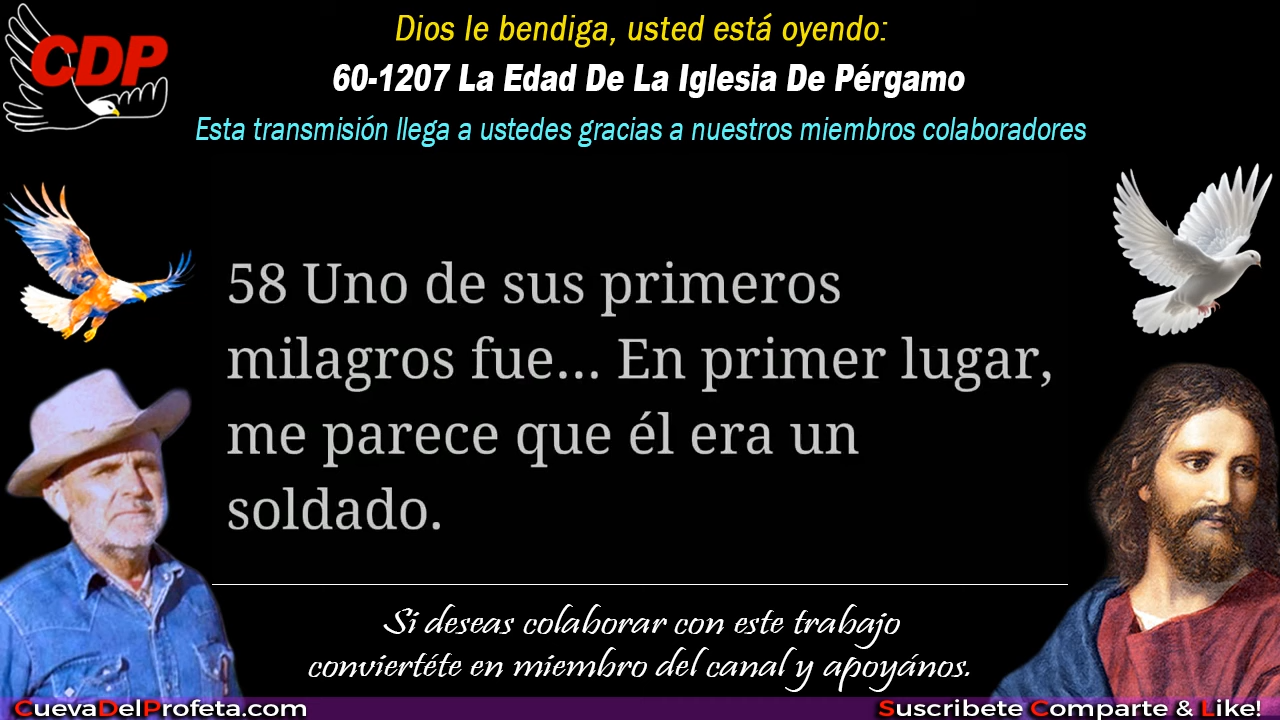 CDP
Dios le bendiga, usted está oyendo:
60-1207 La Edad De La Iglesia De Pérgamo
Esta transmisión llega a ustedes gracias a nuestros miembros colaboradores
58 Uno de sus primeros
milagros fue... En primer lugar,
me parece que él era un
soldado.
Si deseas colaborar con este trabajo
conviertéte en miembro del canal y apoyános.
CuevaDelProfeta.com
Suscribete Comparte & Like!